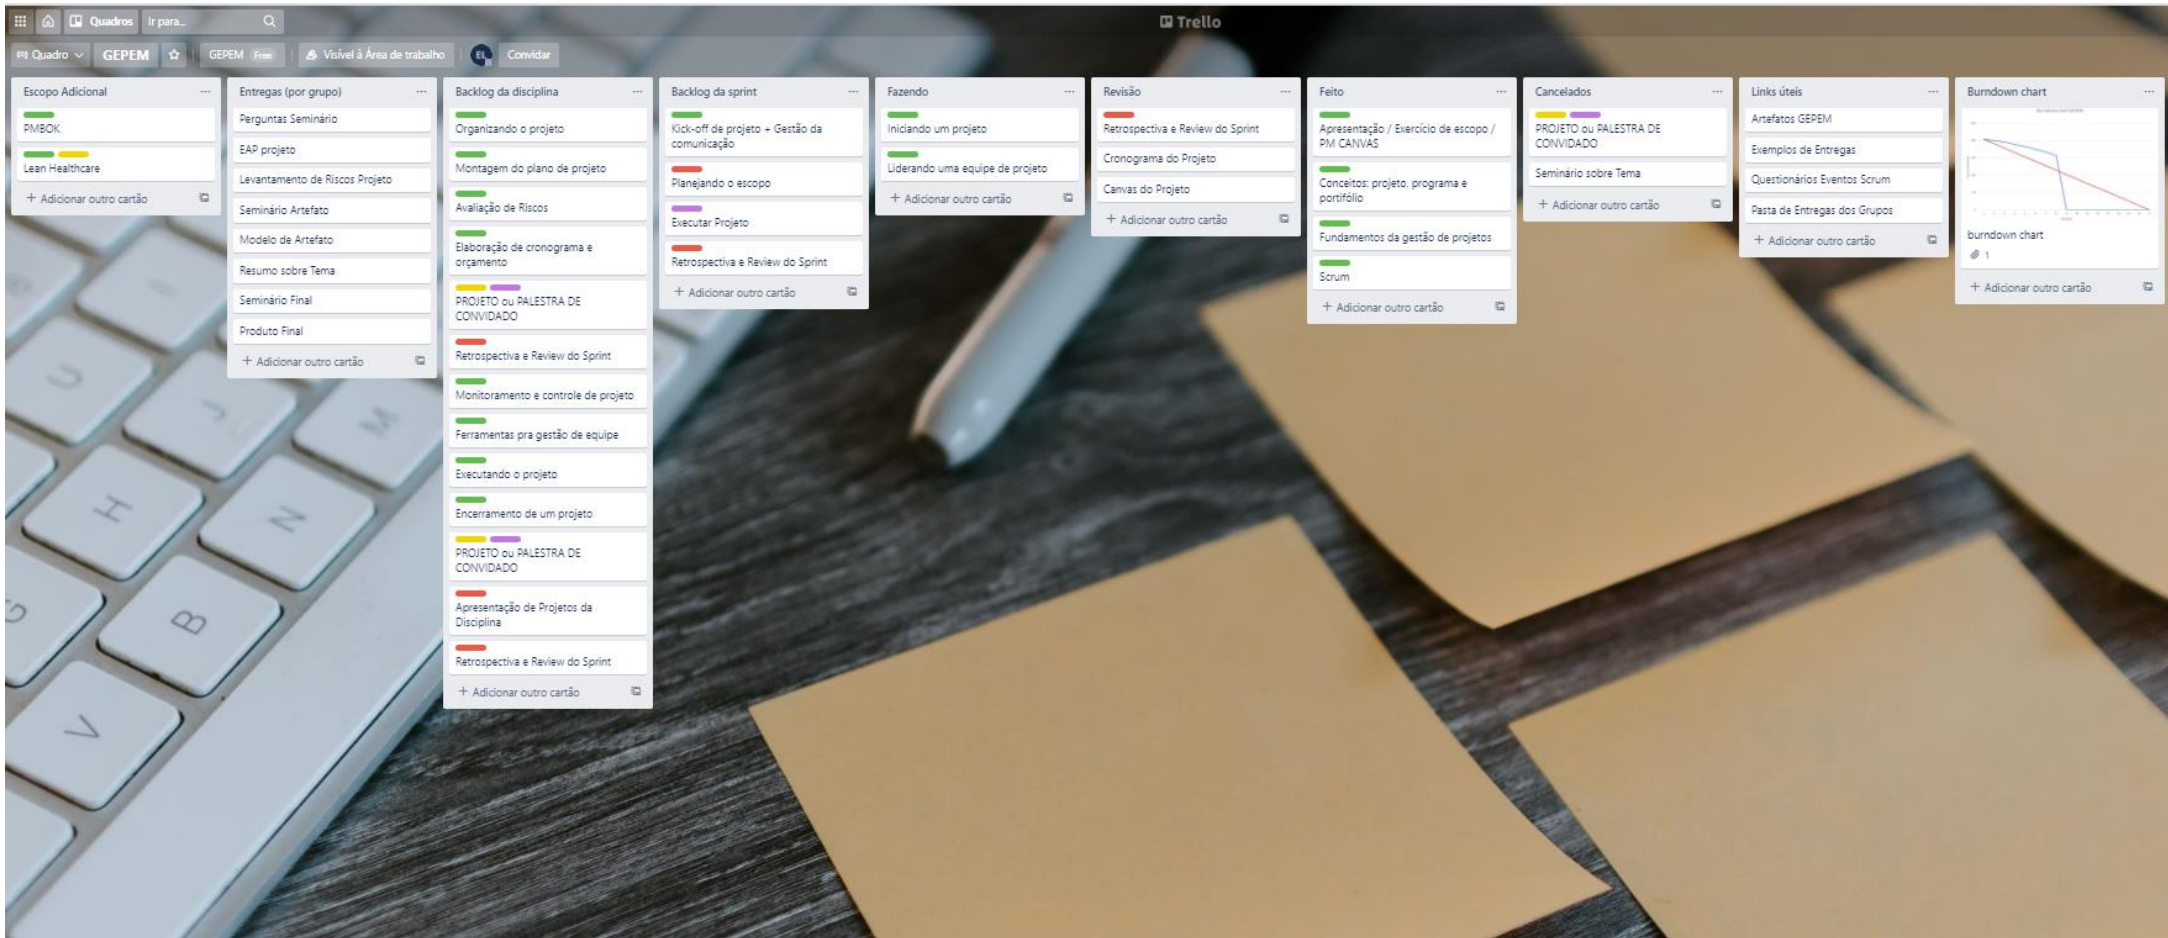 Quadros
Ir para...
Trello
Quadro
GEPEM
GEPEM Free
Visível à Área de trabalho
EL
Convidar
Escopo Adicional
PMBOK
Lean Healthcare
+ Adicionar outro cartão
Entregas (por grupo)
Perguntas Seminário
EAP projeto
Levantamento de Riscos Projeto
Seminário Artefato
Modelo de Artefato
Resumo sobre Tema
Seminário Final
Produto Final
+ Adicionar outro cartão
Backlog da disciplina
Organizando o projeto
Montagem do plano de projeto
Avaliação de Riscos
Elaboração de cronograma e
orçamento
PROJETO ou PALESTRA DE
CONVIDADO
Retrospectiva e Review do Sprint
Monitoramento e controle de projeto
Ferramentas pra gestão de equipe
Executando o projeto
Encerramento de um projeto
PROJETO ou PALESTRA DE
CONVIDADO
Apresentação de Projetos da
Disciplina
Retrospectiva e Review do Sprint
+ Adicionar outro cartão
Backlog da sprint
Kick-off de projeto + Gestão da
comunicação
Planejando o escopo
Executar Projeto
Retrospectiva e Review do Sprint
+ Adicionar outro cartão
Fazendo
Iniciando um projeto
Liderando uma equipe de projeto
+ Adicionar outro cartão
Revisão
Retrospectiva e Review do Sprint
Cronograma do Projeto
Canvas do Projeto
+ Adicionar outro cartão
Feito
Apresentação / Exercício de escopo /
PM CANVAS
Conceitos: projeto, programa e
portifólio
Fundamentos da gestão de projetos
Scrum
+ Adicionar outro cartão
Cancelados
PROJETO ou PALESTRA DE
CONVIDADO
Seminário sobre Tema
+ Adicionar outro cartão
Links úteis
Artefatos GEPEM
Exemplos de Entregas
Questionários Eventos Scrum
Pasta de Entregas dos Grupos
+ Adicionar outro cartão
Burndown chart
burndown chart
1
+ Adicionar outro cartão
U
J
M
H
N
G
B
V